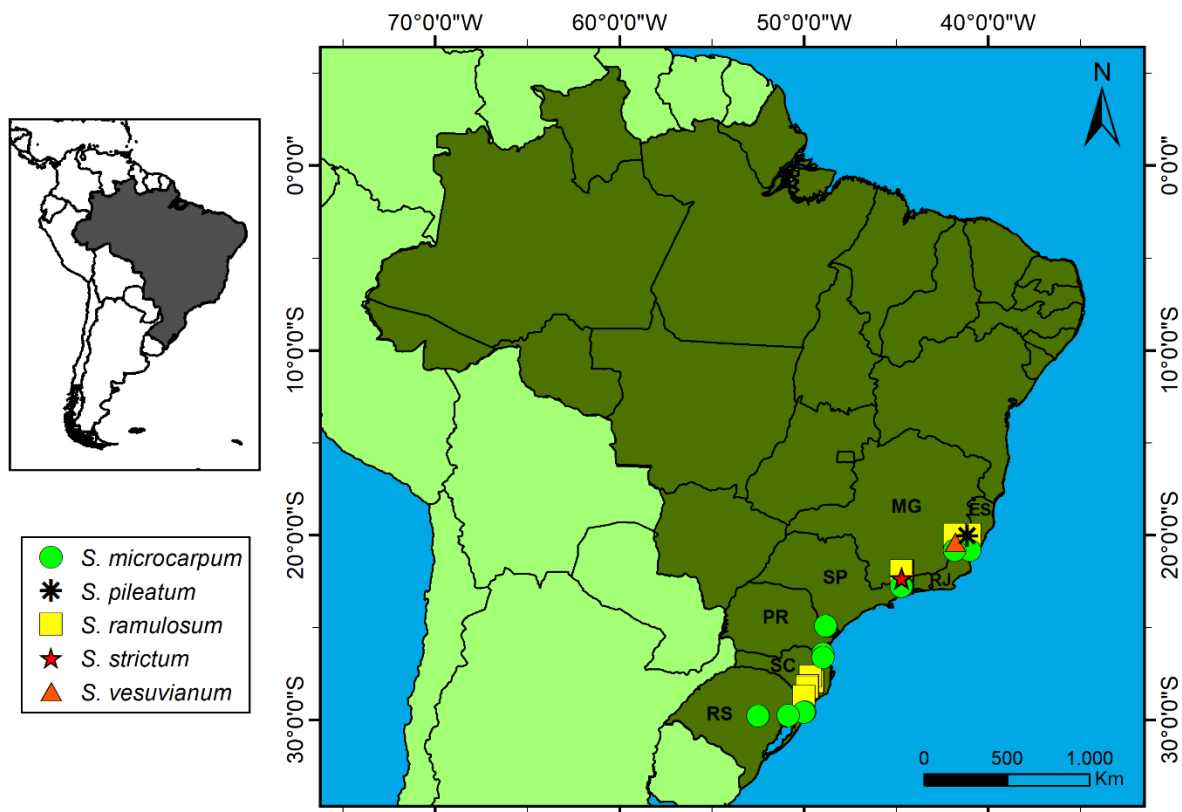 70°0'0"W 60°0'0"W 50°0'0"W 40°0'0"W
N
0°0'0"
10°0'0"S
20°0'0"S
30°0'0"S
0°0'0"
10°0'0"S
20°0'0"S
30°0'0"S
MG
ES
SP
RJ
PR
SC
RS
0 500 1.000
Km
S. microcarpum
S. pileatum
S. ramulosum
S. strictum
S. vesuvianum